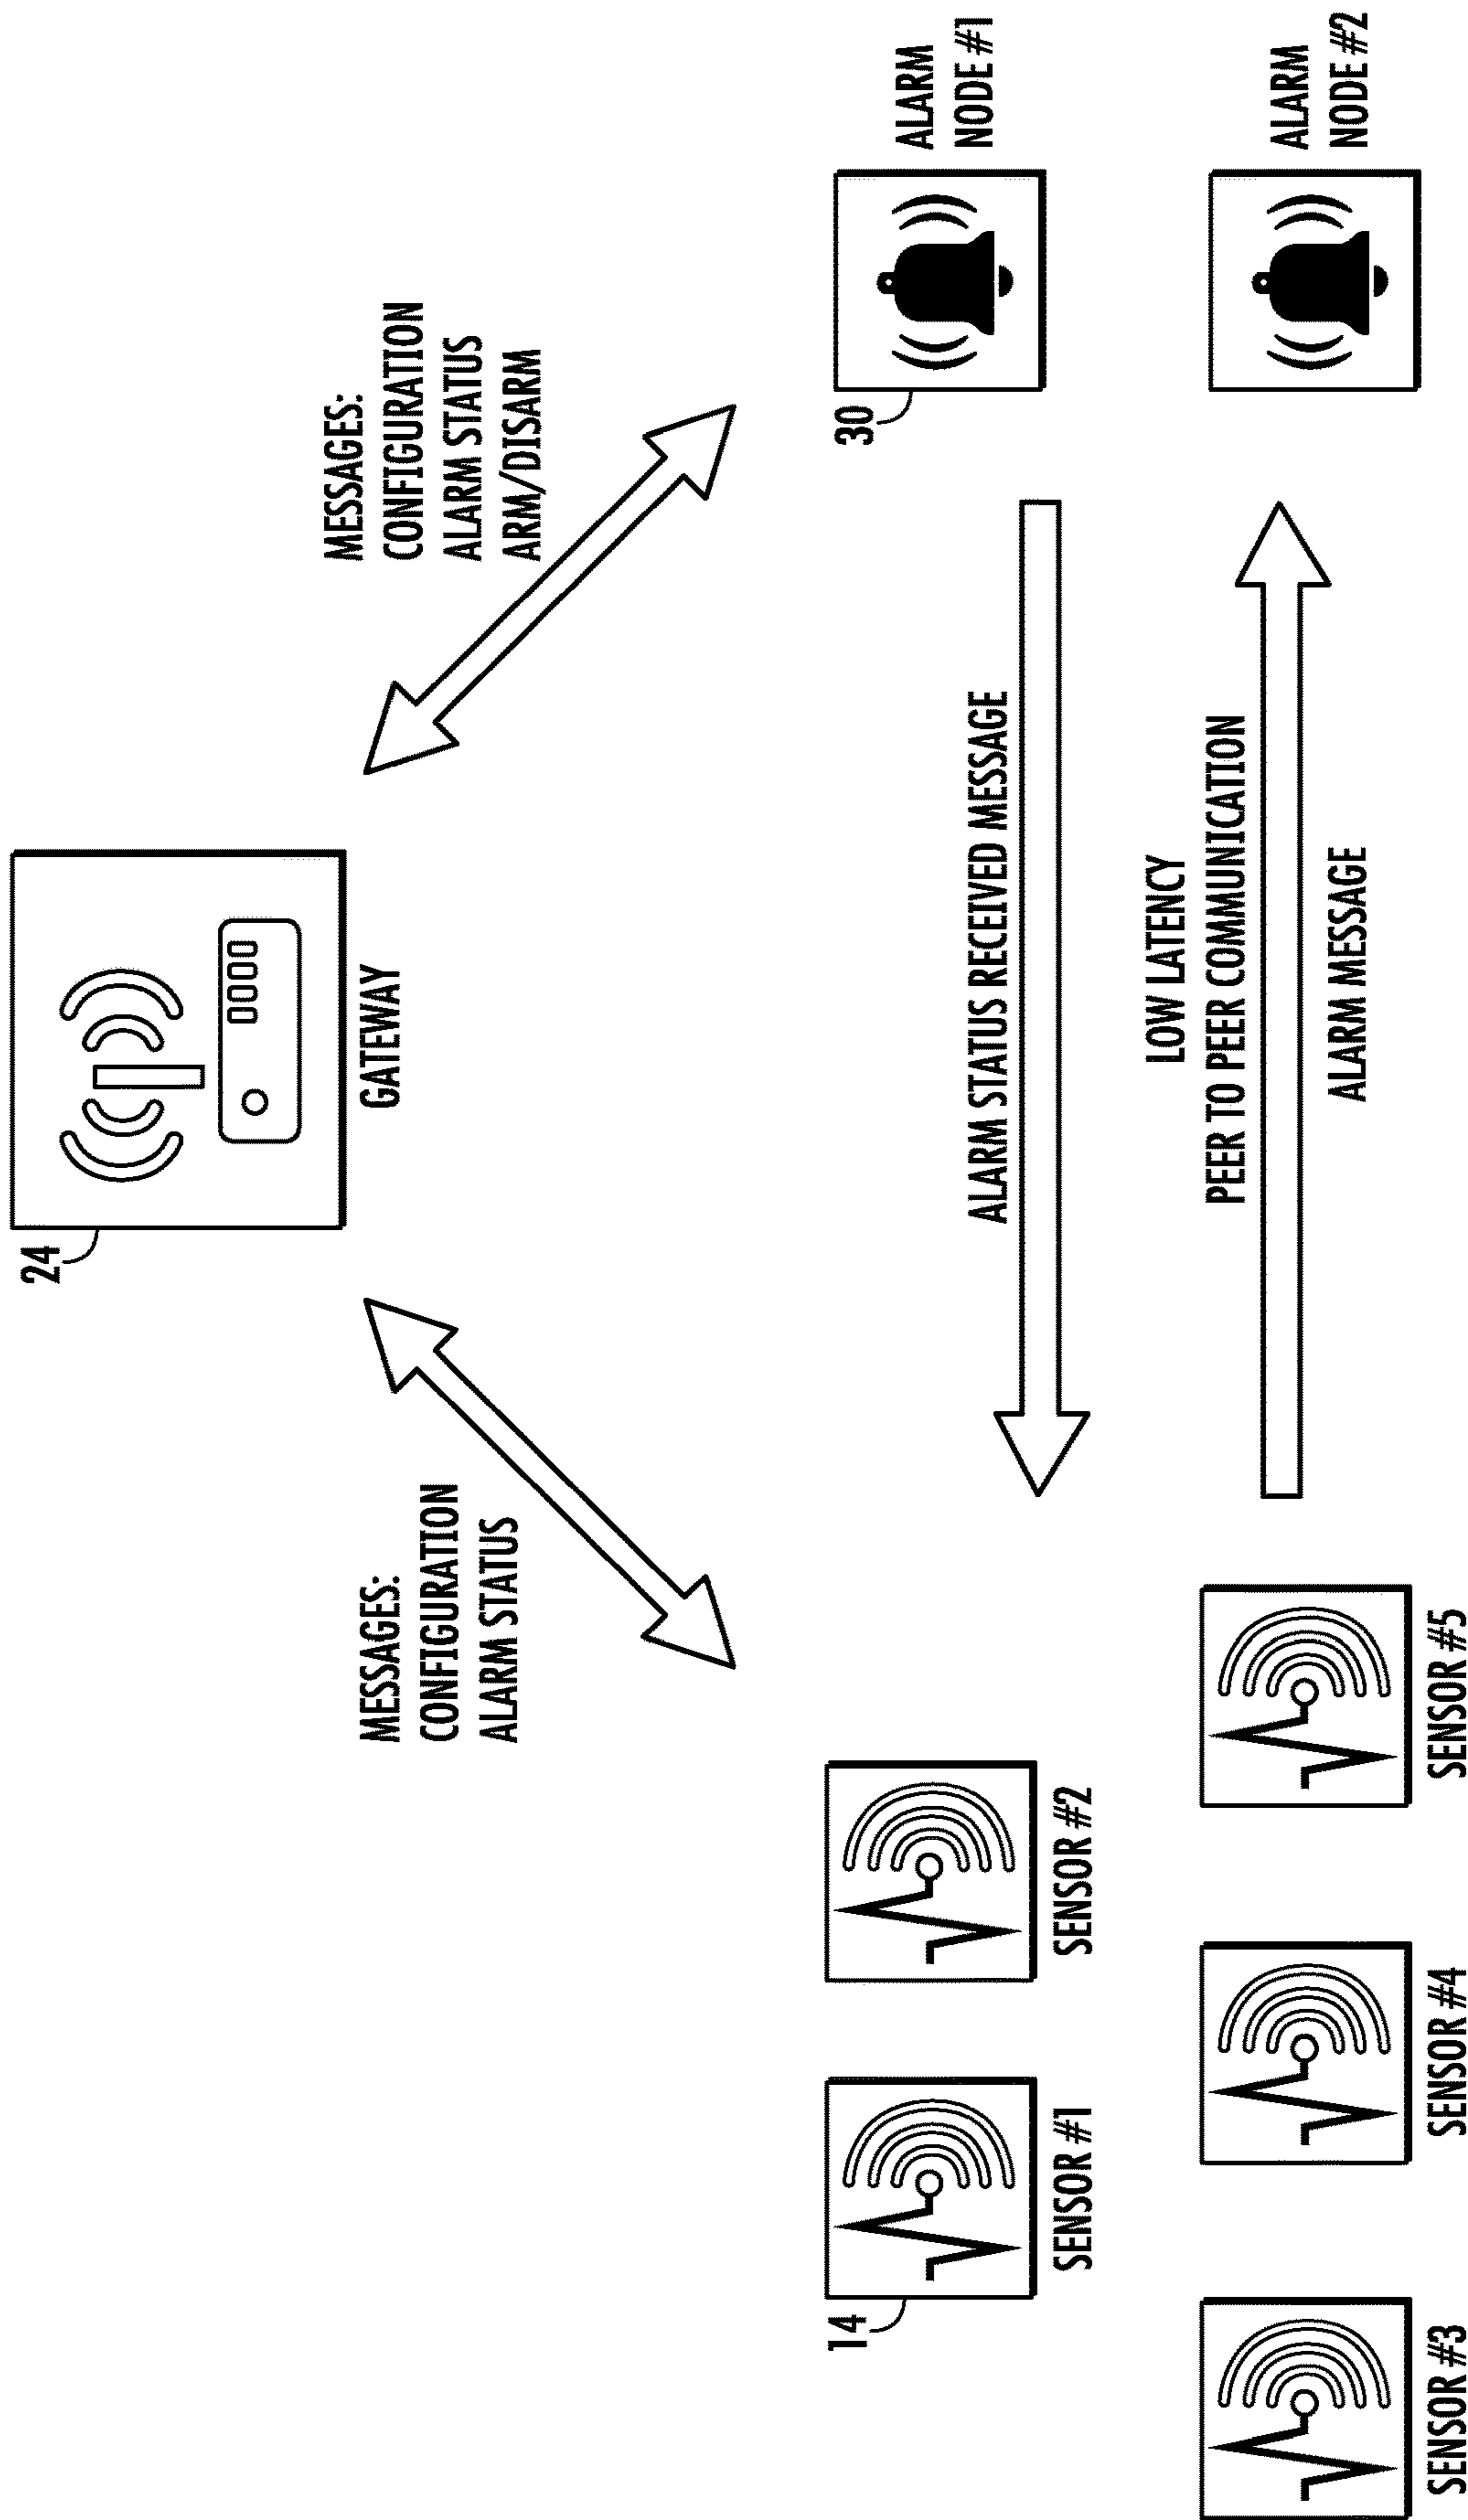 24
GATEWAY
MESSAGES:
CONFIGURATION
ALARM STATUS
MESSAGES:
CONFIGURATION
ALARM STATUS
ARM/DISARM
14
SENSOR #1
SENSOR #2
SENSOR #3
SENSOR #4
SENSOR #5
ALARM STATUS RECEIVED MESSAGE
LOW LATENCY
PEER TO PEER COMMUNICATION
ALARM MESSAGE
30
ALARM
NODE #1
ALARM
NODE #2